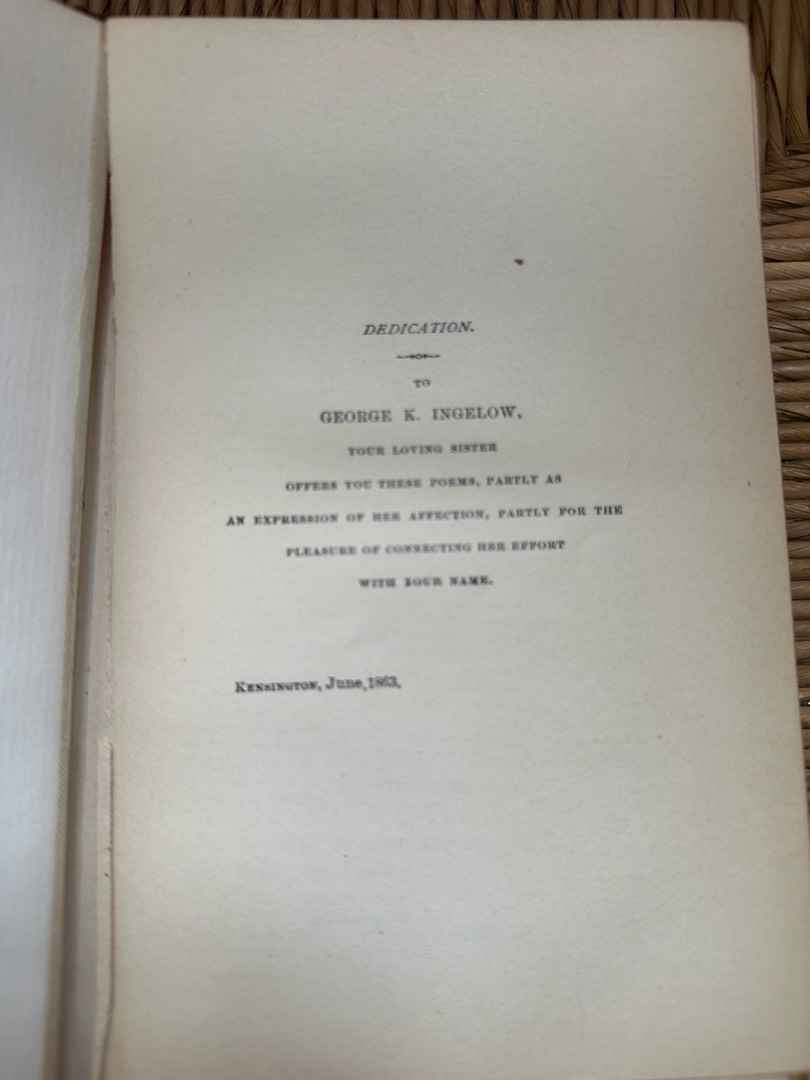 DEDICATION.
TO
GEORGE K. INGELOW,
YOUR LOVING SISTER
OFFERS YOU THESE POEMS, PARTLY AS
AN EXPRESSION OF HER AFFECTION, PARTLY FOR THE
PLEASURE OF CONNECTING HER EFFORT
WITH YOUR NAME.
KENSINGTON, June, 1863.